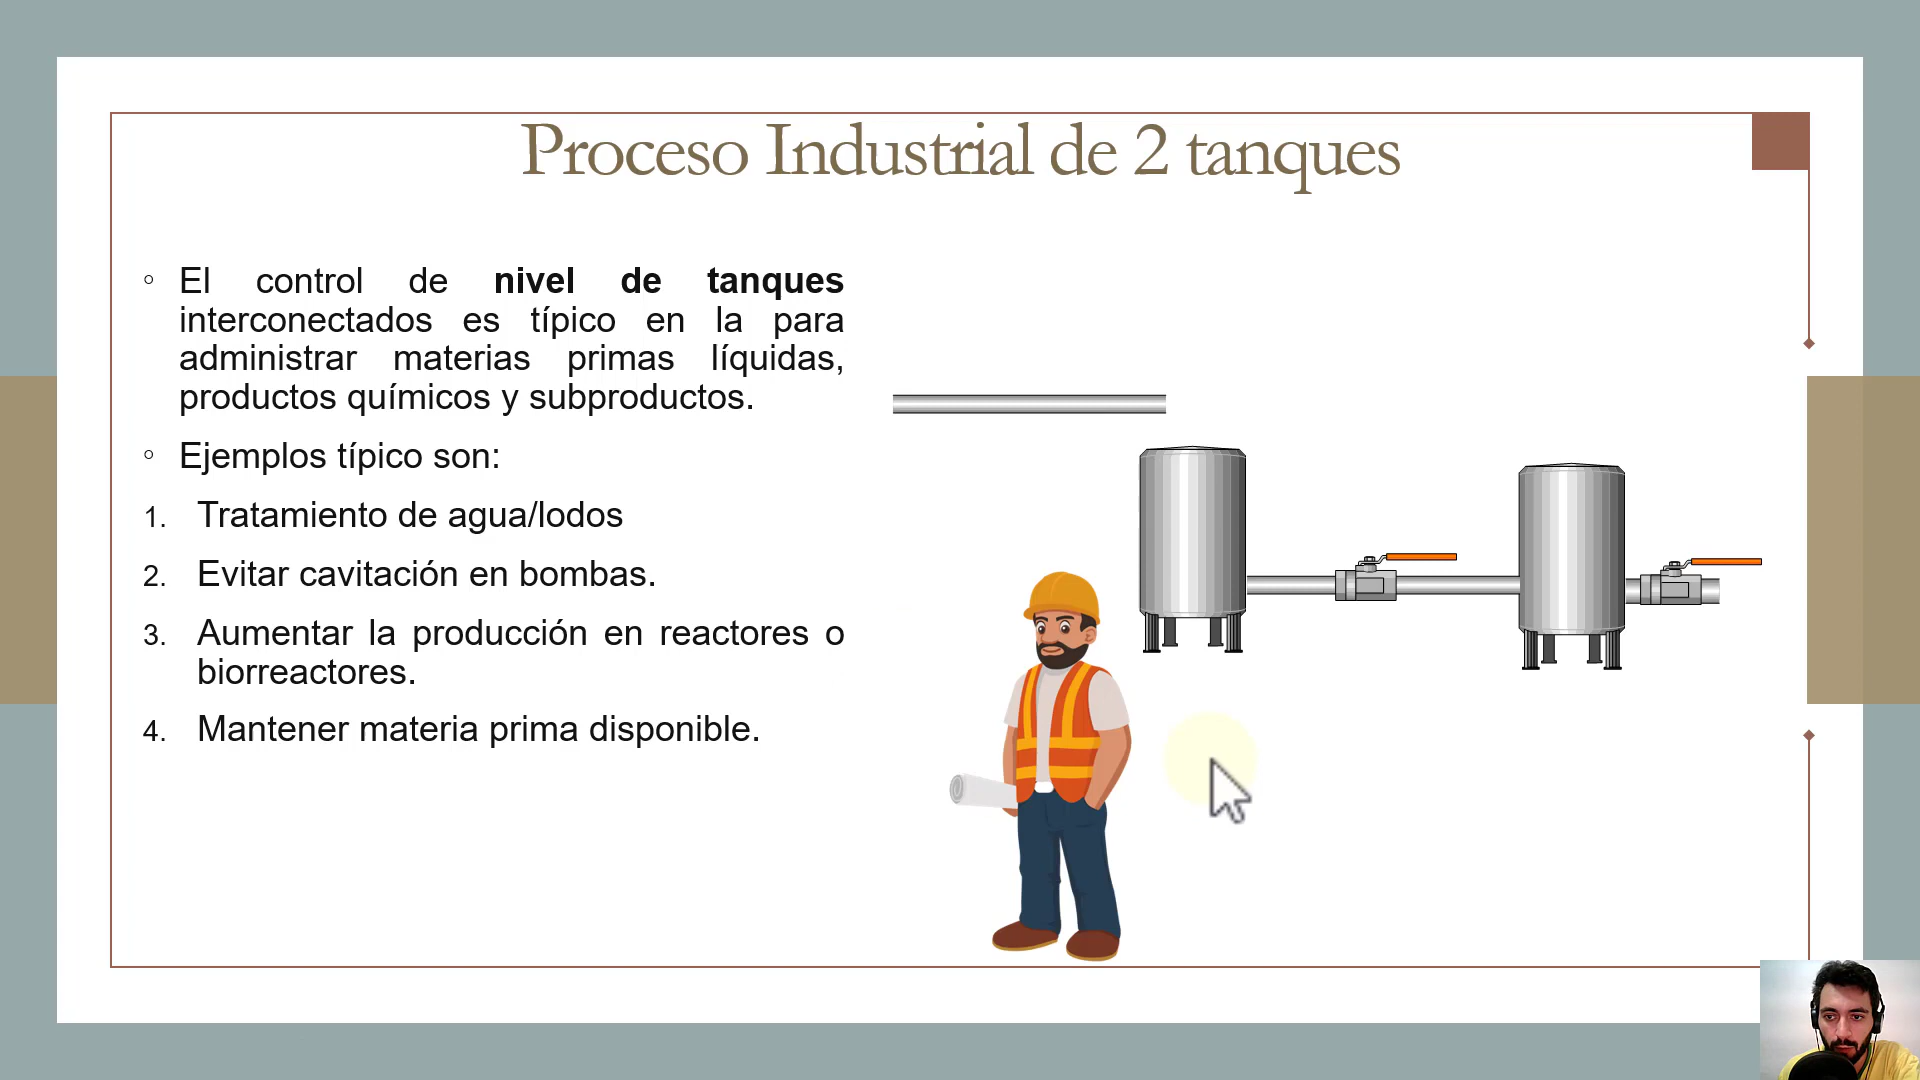 Proceso Industrial de 2 tanques
◦ El control de nivel de tanques
interconectados es típico en la para
administrar materias primas líquidas,
productos químicos y subproductos.
◦ Ejemplos típico son:
1. Tratamiento de agua/lodos
2. Evitar cavitación en bombas.
3. Aumentar la producción en reactores o
biorreactores.
4. Mantener materia prima disponible.